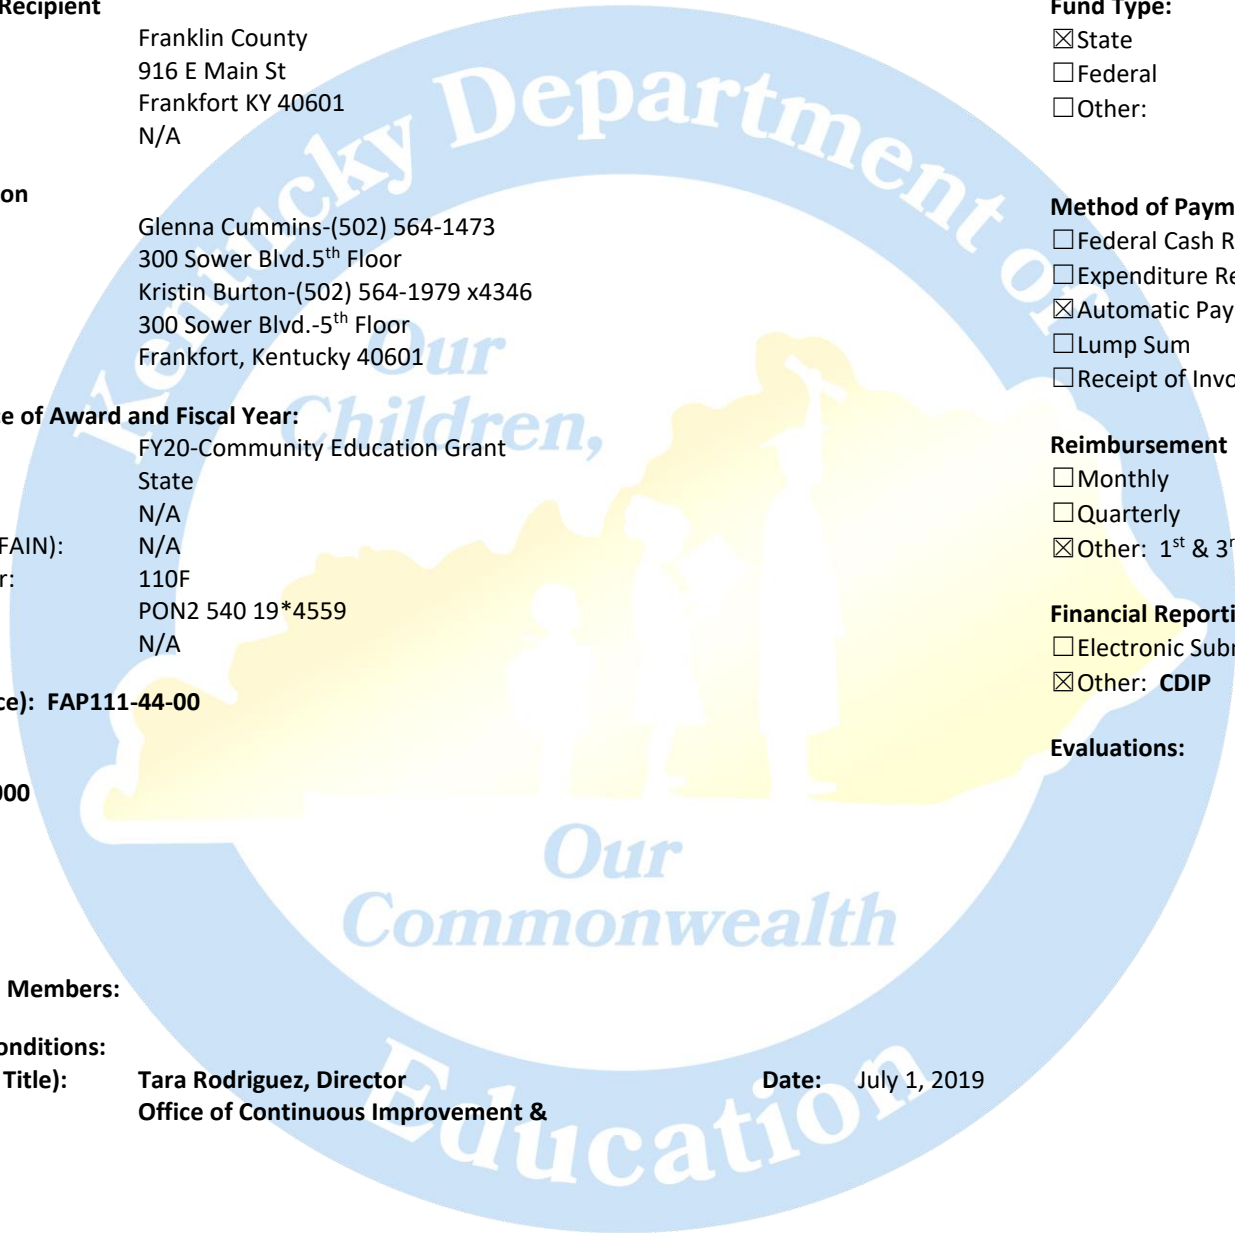 Recipient
Franklin County
916 E Main St
Frankfort KY 40601
N/A
on
Glenna Cummins-(502) 564-1473
300 Sower Blvd.5th Floor
Kristin Burton-(502) 564-1979 x4346
300 Sower Blvd.-5th Floor
Frankfort, Kentucky 40601
ce of Award and Fiscal Year:
FY20-Community Education Grant
State
N/A
FAIN): N/A
r: 110F
PON2 540 19*4559
N/A
ce): FAP111-44-00
000
Members:
onditions:
Title): Tara Rodriguez, Director
Office of Continuous Improvement &
Date: July 1, 2019
Fund Type:
☒State
☐Federal
☐Other:
Method of Paym
☐Federal Cash R
☐Expenditure Re
☒Automatic Pay
☐Lump Sum
☐Receipt of Invo
Reimbursement
☐Monthly
☐Quarterly
☒Other: 1st & 3r
Financial Reporti
☐Electronic Subr
☒Other: CDIP
Evaluations:
Kentucky Department of
Education
Our
Children,
Our
Commonwealth